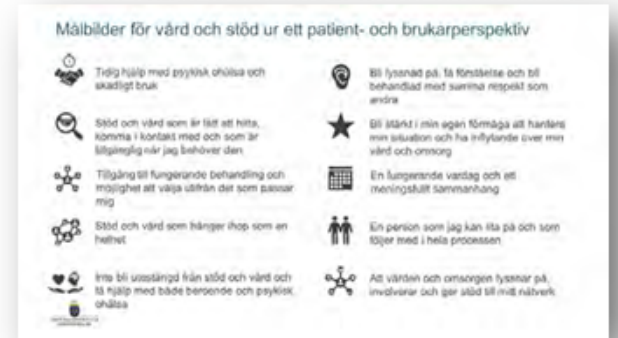 Målbilder för vård och stöd ur ett patient- och brukarperspektiv
Tidig hjälp med psykisk ohälsa och
skadligt bruk
Stöd och vård som är lätt att hitta,
komma i kontakt med och som är
tillgänglig när jag behöver den
Tillgång till fungerande behandling och
möjlighet att välja utifrån det som passar
mig
Stöd och vård som hänger ihop som en
helhet
Inte bli utestängd från stöd och vård och
få hjälp med både beroende och psykisk
ohälsa
Bli lyssnad på, få förståelse och bli
behandlad med samma respekt som
andra
Bli stärkt i min egen förmåga att hantera
min situation och ha inflytande över min
vård och omsorg
En fungerande vardag och ett
meningsfullt sammanhang
En person som jag kan lita på och som
följer med i hela processen
Att vården och omsorgen lyssnar på,
involverar och ger stöd till mitt nätverk